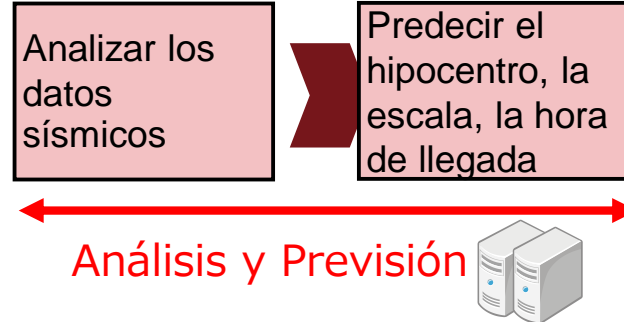 Analizar los
datos
sísmicos
Predecir el
hipocentro, la
escala, la hora
de llegada
Análisis y Previsión